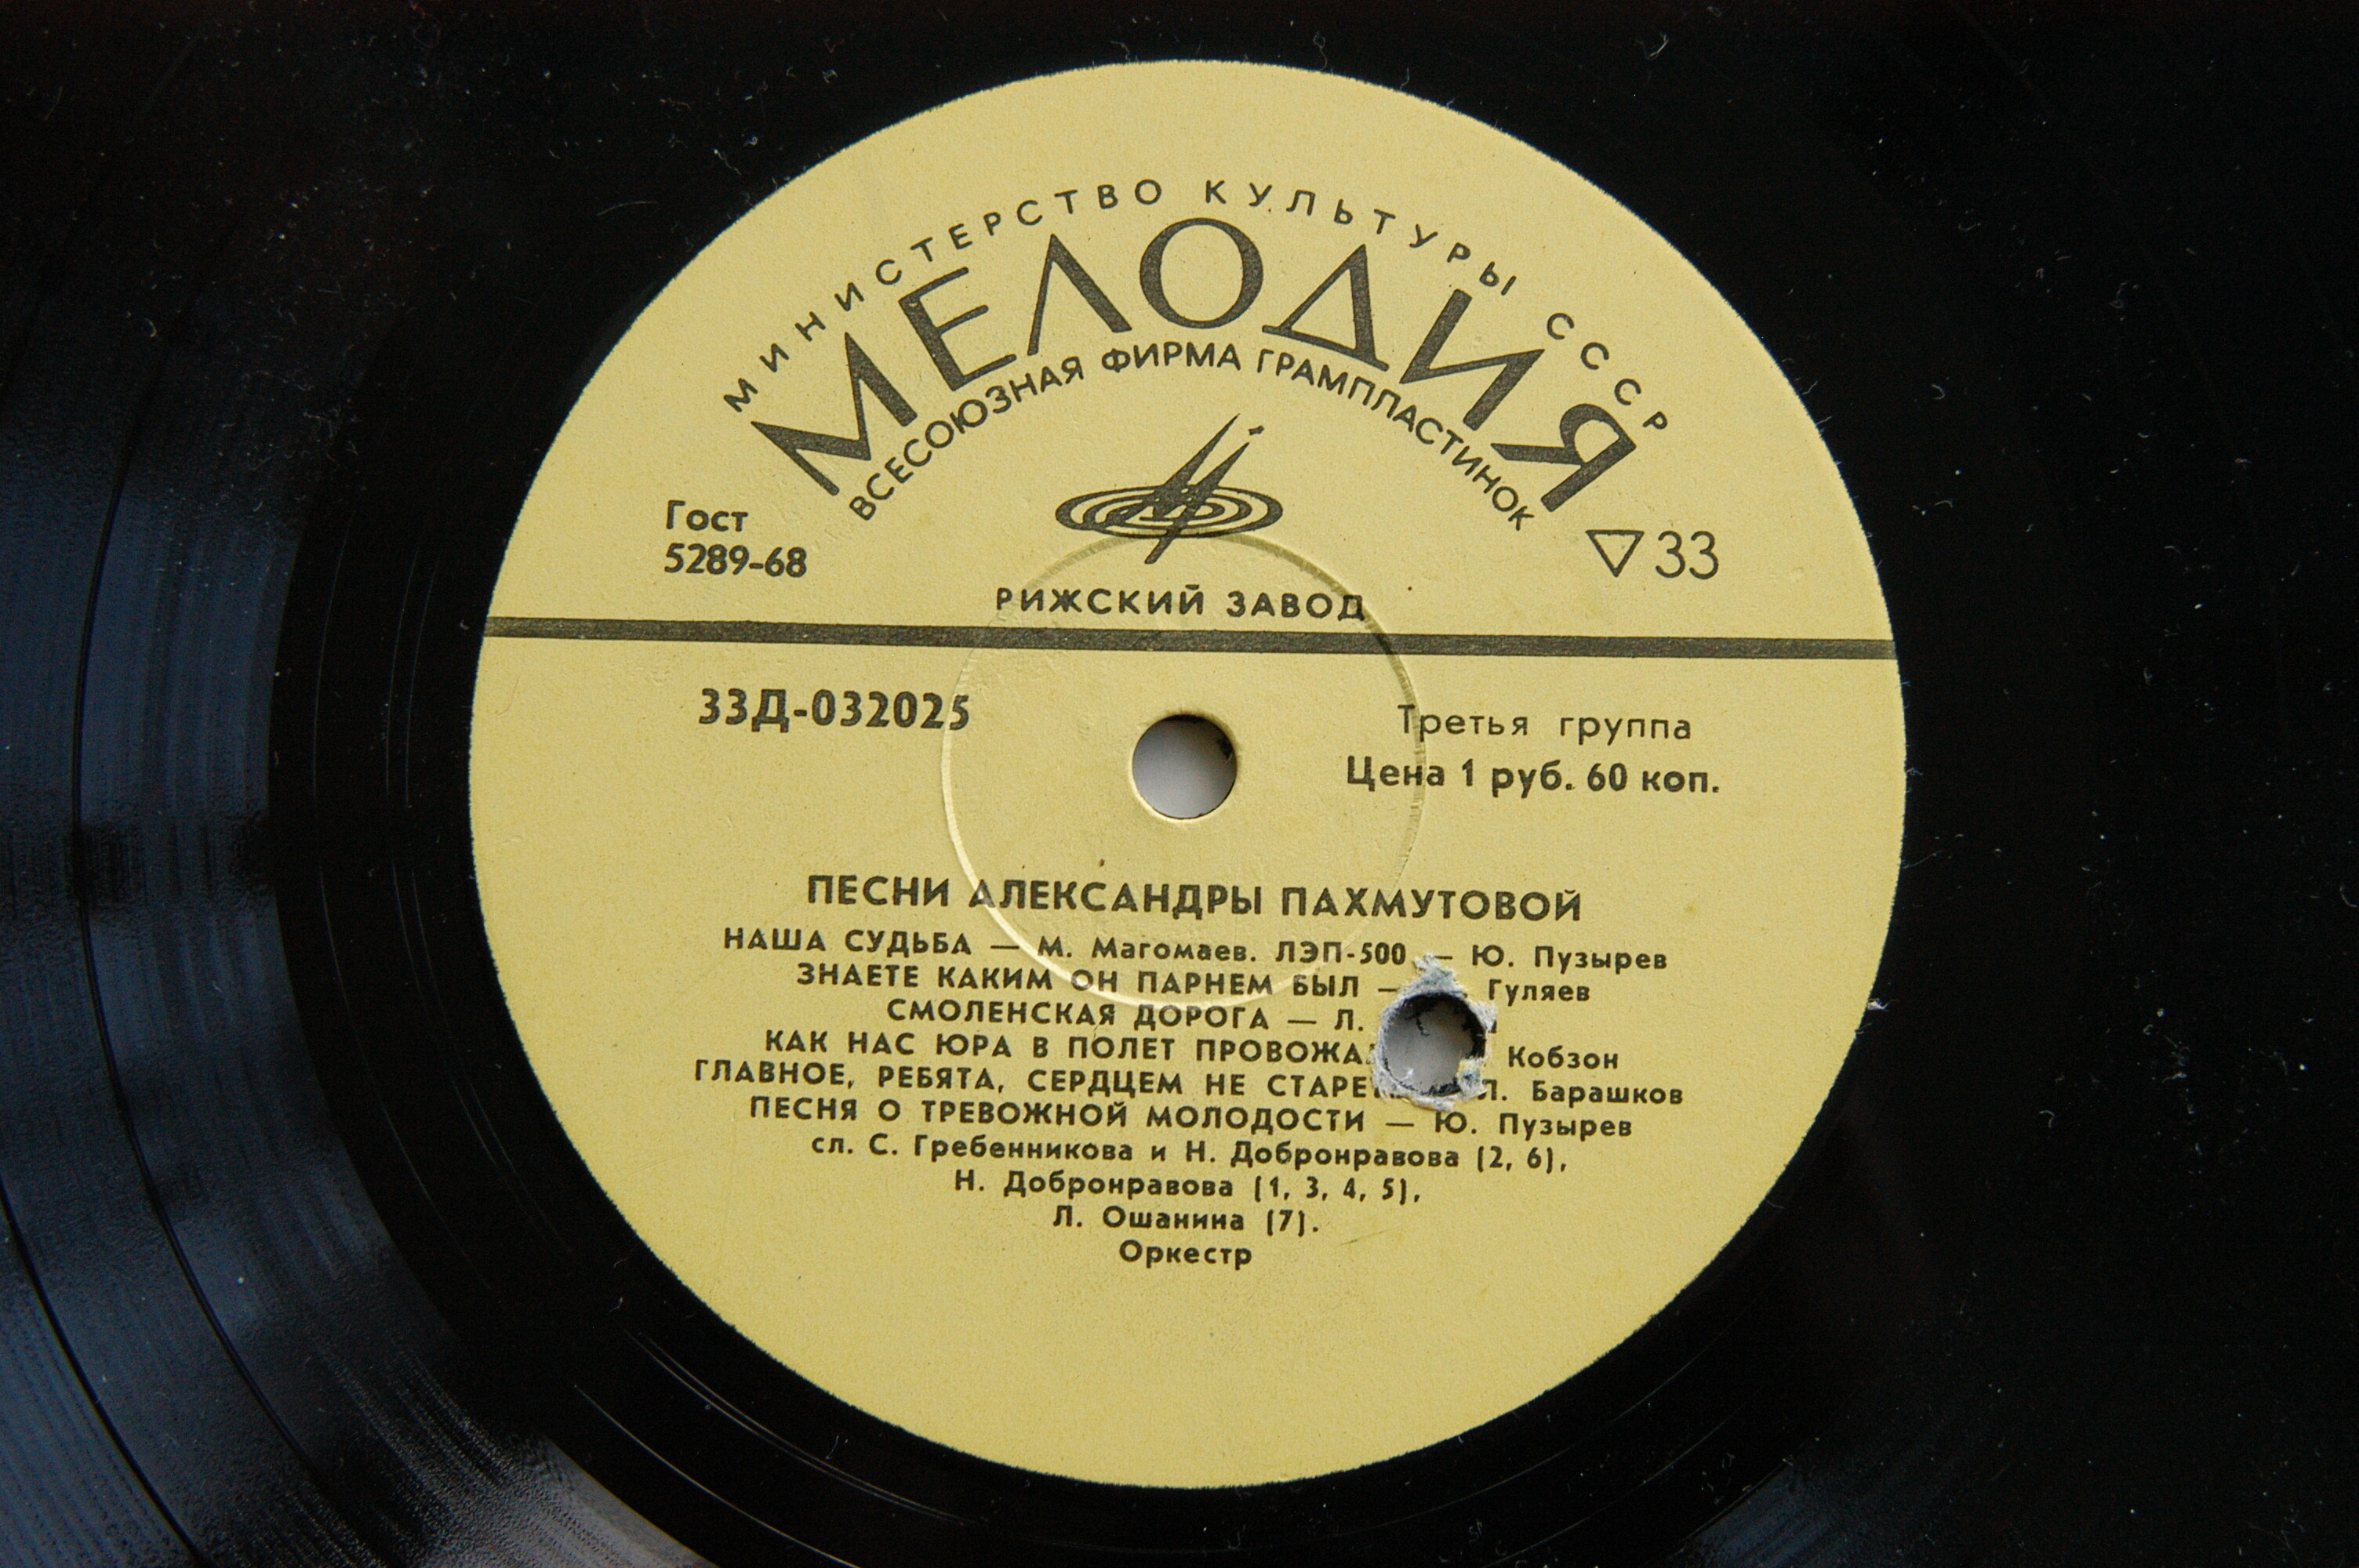 МИНИСТЕРСТВО КУЛЬТУРЫ СССР
МЕЛОДИЯ
ВСЕСОЮЗНАЯ ФИРМА ГРАМПЛАСТИНОК
Гост
5289-68
33
РИЖСКИЙ ЗАВОД
33Д-032025
Третья группа
Цена 1 руб. 60 коп.
ПЕСНИ АЛЕКСАНДРЫ ПАХМУТОВОЙ
НАША СУДЬБА — М. Магомаев. ЛЭП-500 — Ю. Пузырев
ЗНАЕТЕ КАКИМ ОН ПАРНЕМ БЫЛ — Гуляев
СМОЛЕНСКАЯ ДОРОГА — Л.
КАК НАС ЮРА В ПОЛЕТ Кобзон
ГЛАВНОЕ, РЕБЯТА, СЕРДЦЕМ НЕ Л. Барашков
ПЕСНЯ О ТРЕВОЖНОЙ МОЛОДОСТИ — Ю. Пузырев
сл. С. Гребенникова и Н. Добронравова (2, 6),
Н. Добронравова (1, 3, 4, 5),
Л. Ошанина (7).
Оркестр